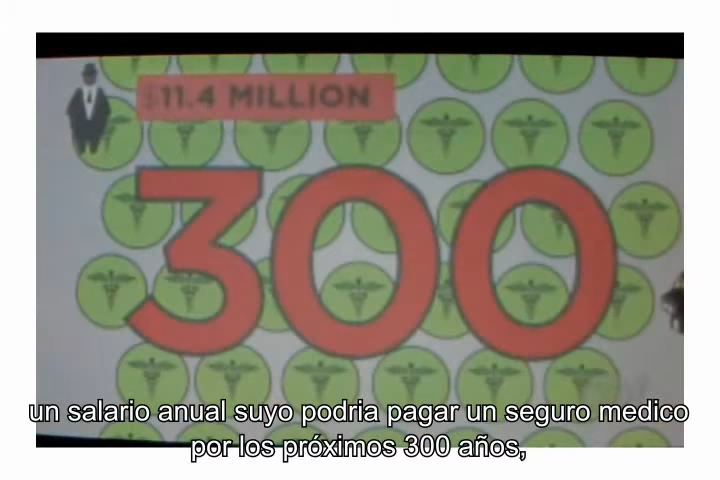 $11.4 MILLION
300
un salario anual suyo podria pagar un seguro medico
por los próximos 300 años,